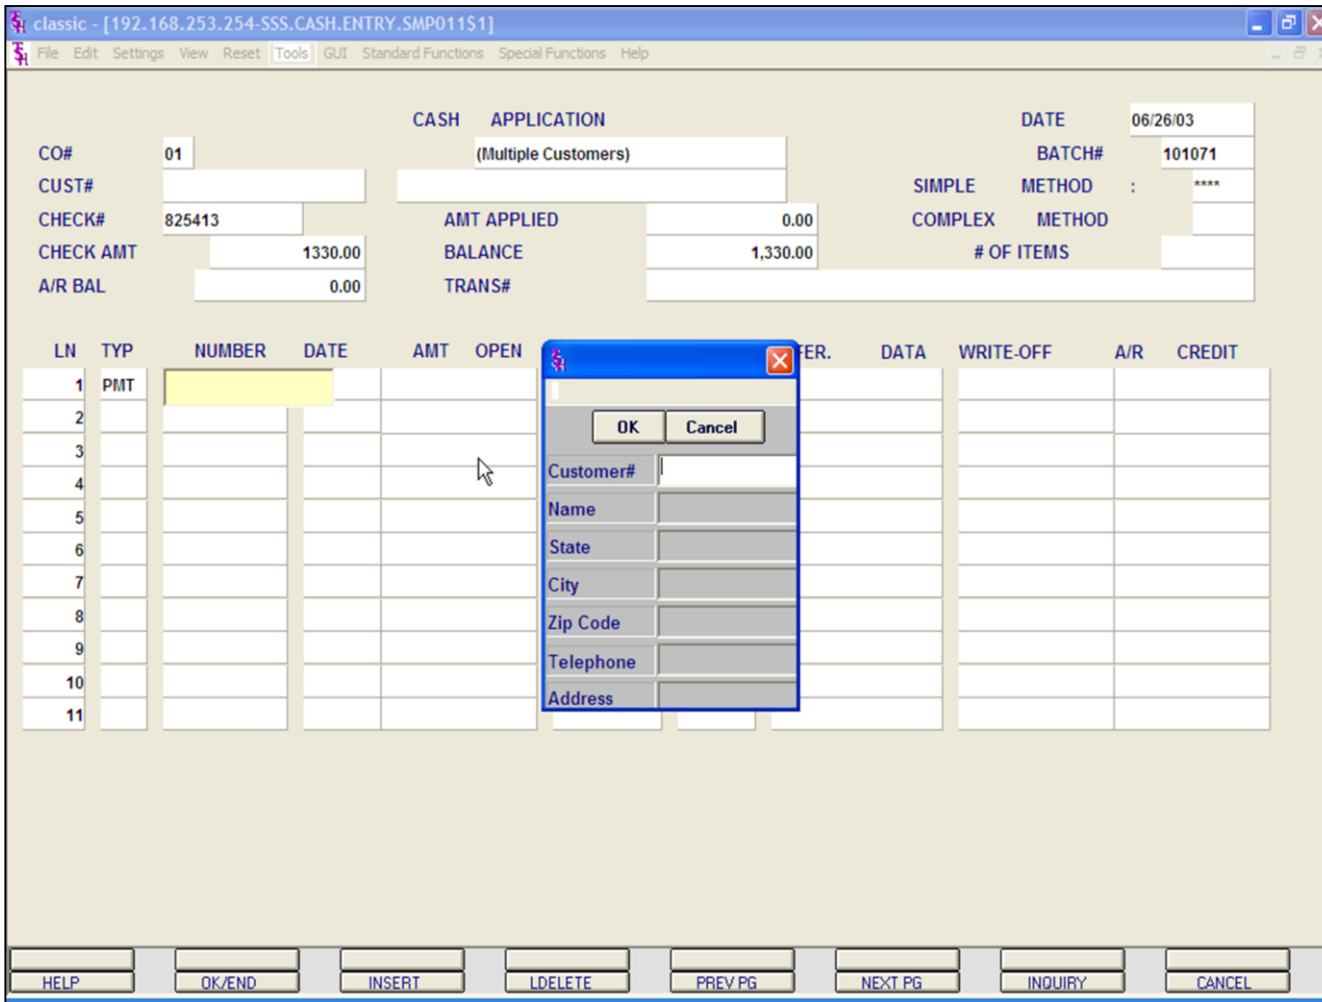 classic - [192.168.253.254-SSS.CASH.ENTRY.SMP011$1]
File Edit Settings View Reset Tools GUI Standard Functions Special Functions Help
CASH APPLICATION DATE 06/26/03
CO# 01 (Multiple Customers) BATCH# 101071
CUST# SIMPLE METHOD : ****
CHECK# 825413 AMT APPLIED 0.00 COMPLEX METHOD
CHECK AMT 1330.00 BALANCE 1,330.00 # OF ITEMS
A/R BAL 0.00 TRANS#
LN TYP NUMBER DATE AMT OPEN FER. DATA WRITE-OFF A/R CREDIT
1 PMT
2
3
4
5
6
7
8
9
10
11
OK Cancel
Customer#
Name
State
City
Zip Code
Telephone
Address
HELP OK/END INSERT LDELETE PREV PG NEXT PG INQUIRY CANCEL